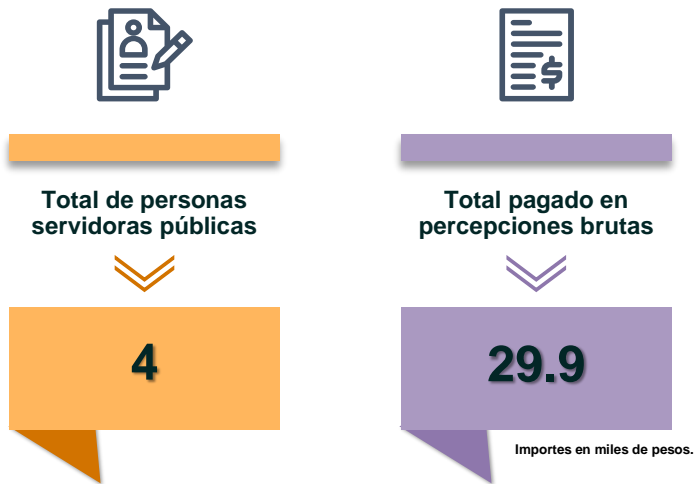 Total de personas
servidoras públicas
4
Total pagado en
percepciones brutas
29.9
Importes en miles de pesos.